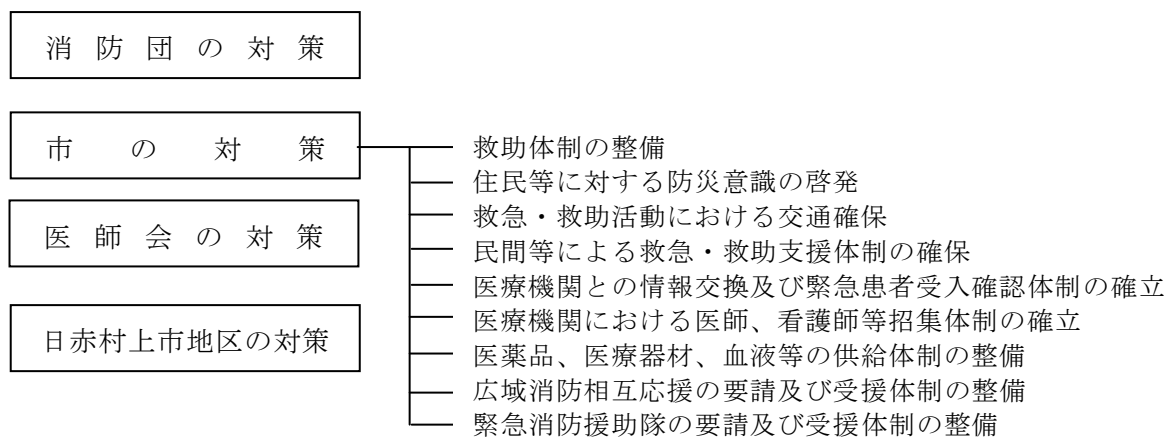 消防団の対策
市の対策
救助体制の整備
住民等に対する防災意識の啓発
救急・救助活動における交通確保
医師会の対策
民間等による救急・救助支援体制の確保
医療機関との情報交換及び緊急患者受入確認体制の確立
医療機関における医師、看護師等招集体制の確立
日赤村上市地区の対策
医薬品、医療器材、血液等の供給体制の整備
広域消防相互応援の要請及び受援体制の整備
緊急消防援助隊の要請及び受援体制の整備